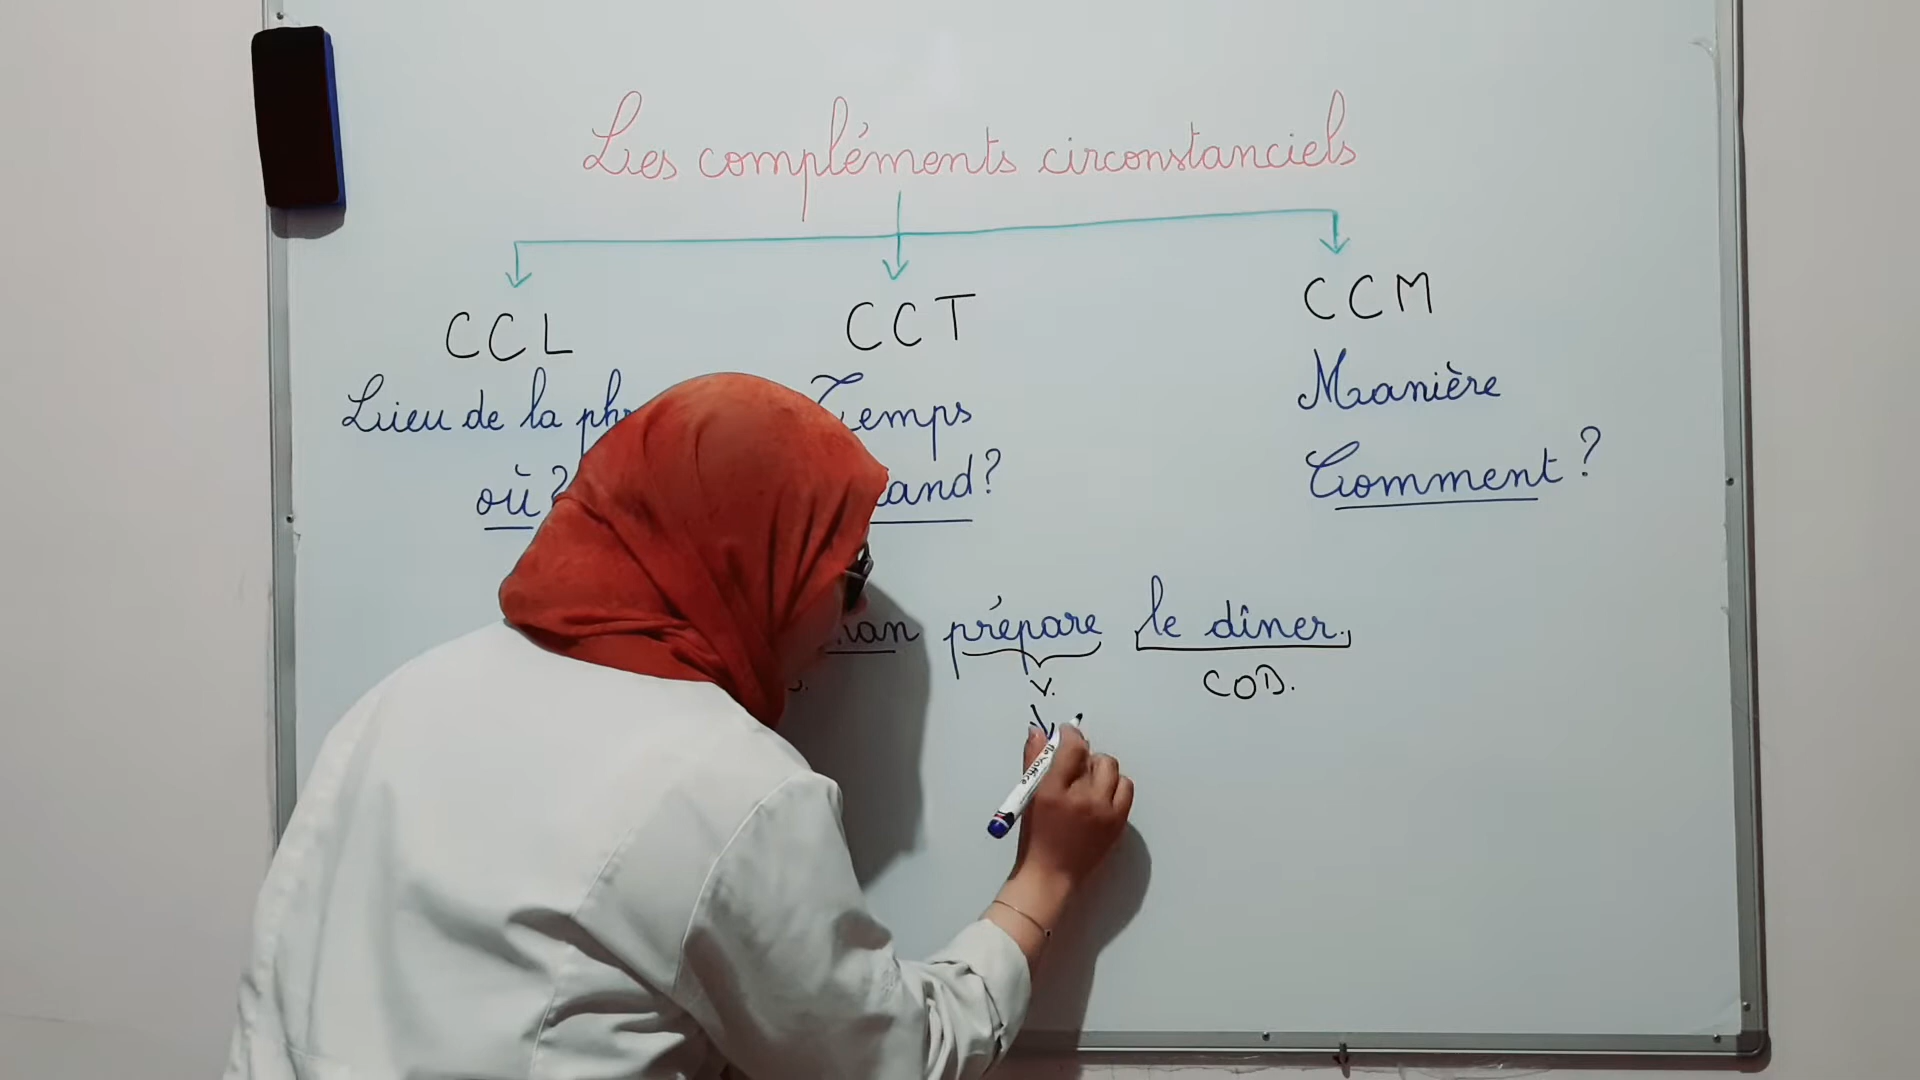 Les compléments circonstanciels
CCL CCT CCM
Lieu de la Temps Manière
où? Comment?
prépare le dîner.
V. COD.